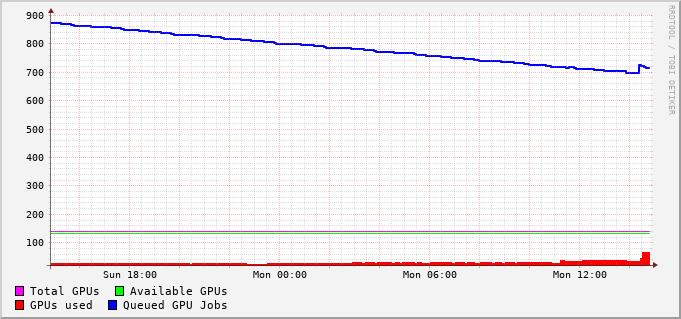 900
800
700
600
500
400
300
200
100
Sun 18:00 Mon 00:00 Mon 06:00 Mon 12:00
Total GPUs Available GPUs
GPUs used Queued GPU Jobs
RRDTOOL / TOBI OETIKER